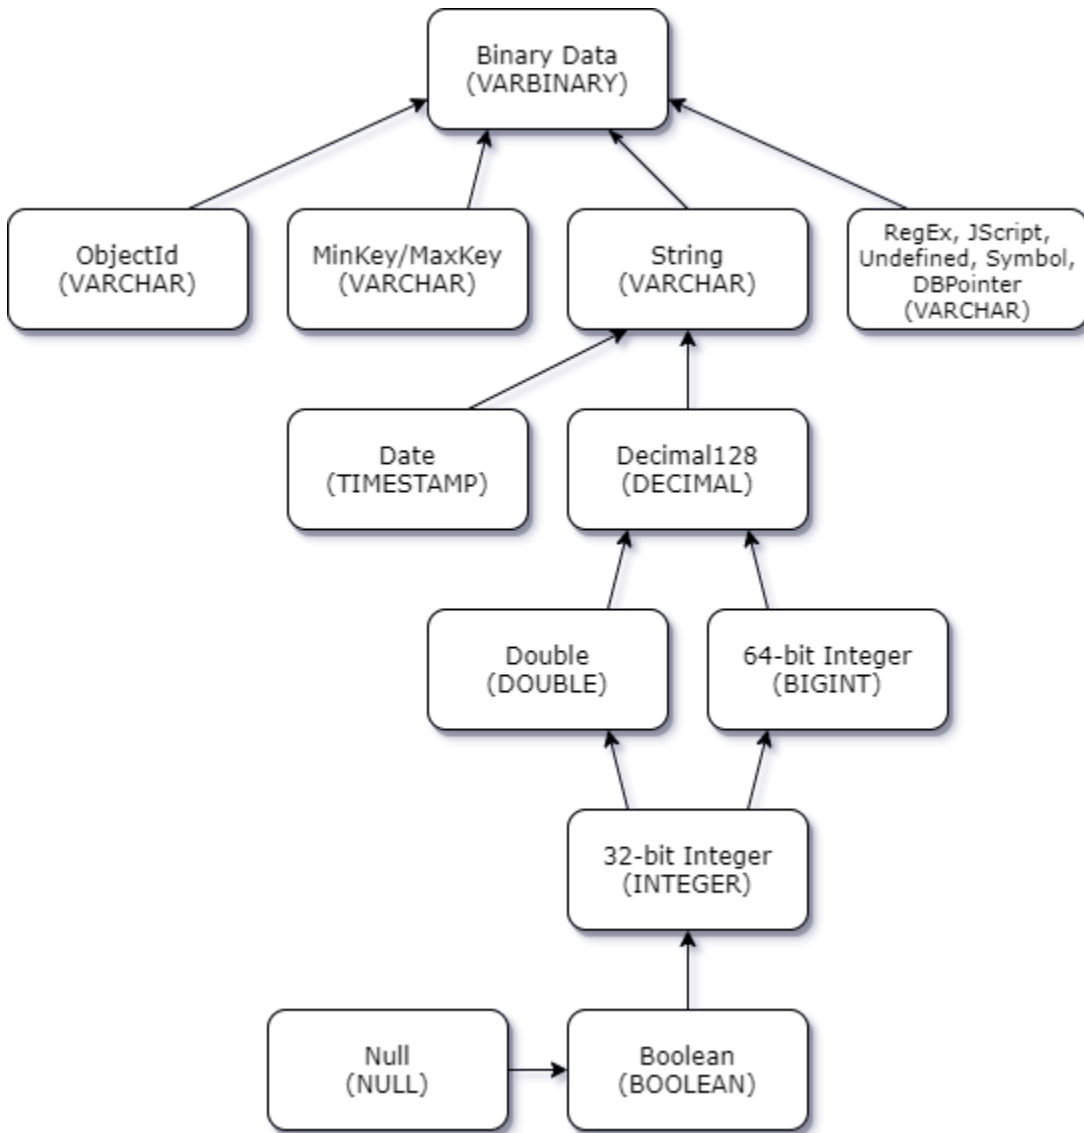 Binary Data
(VARBINARY)
ObjectId
(VARCHAR)
MinKey/MaxKey
(VARCHAR)
String
(VARCHAR)
RegEx, JScript,
Undefined, Symbol,
DBPointer
(VARCHAR)
Date
(TIMESTAMP)
Decimal128
(DECIMAL)
Double
(DOUBLE)
64-bit Integer
(BIGINT)
32-bit Integer
(INTEGER)
Null
(NULL)
Boolean
(BOOLEAN)